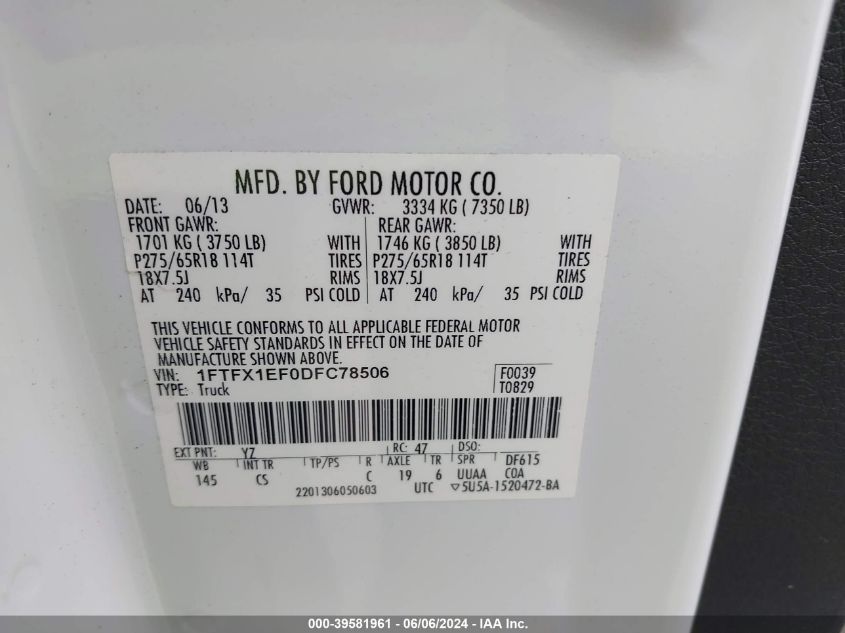 MFD. BY FORD MOTOR CO.
DATE: 06/13 GVWR: 3334 KG ( 7350 LB)
FRONT GAWR: REAR GAWR:
1701 KG ( 3750 LB) WITH 1746 KG ( 3850 LB) WITH
P275/65R18 114T TIRES P275/65R18 114T TIRES
18X7.5J RIMS 18X7.5J RIMS
AT 240 kPa/ 35 PSI COLD AT 240 kPa/ 35 PSI COLD
THIS VEHICLE CONFORMS TO ALL APPLICABLE FEDERAL MOTOR
VEHICLE SAFETY STANDARDS IN EFFECT ON THE DATE OF
MANUFACTURE SHOWN ABOVE.
VIN: 1FTFX1EF0DFC78506 F0039
TYPE: Truck T0829
EXT PNT: YZ RC: 47 DSO:
WB INT TR TP/PS R AXLE TR SPR DF615
145 CS C 19 6 UUAA COA
2201306050603 UTC ▽5U5A-1520472-BA
000-39581961 - 06/06/2024 - IAA Inc.